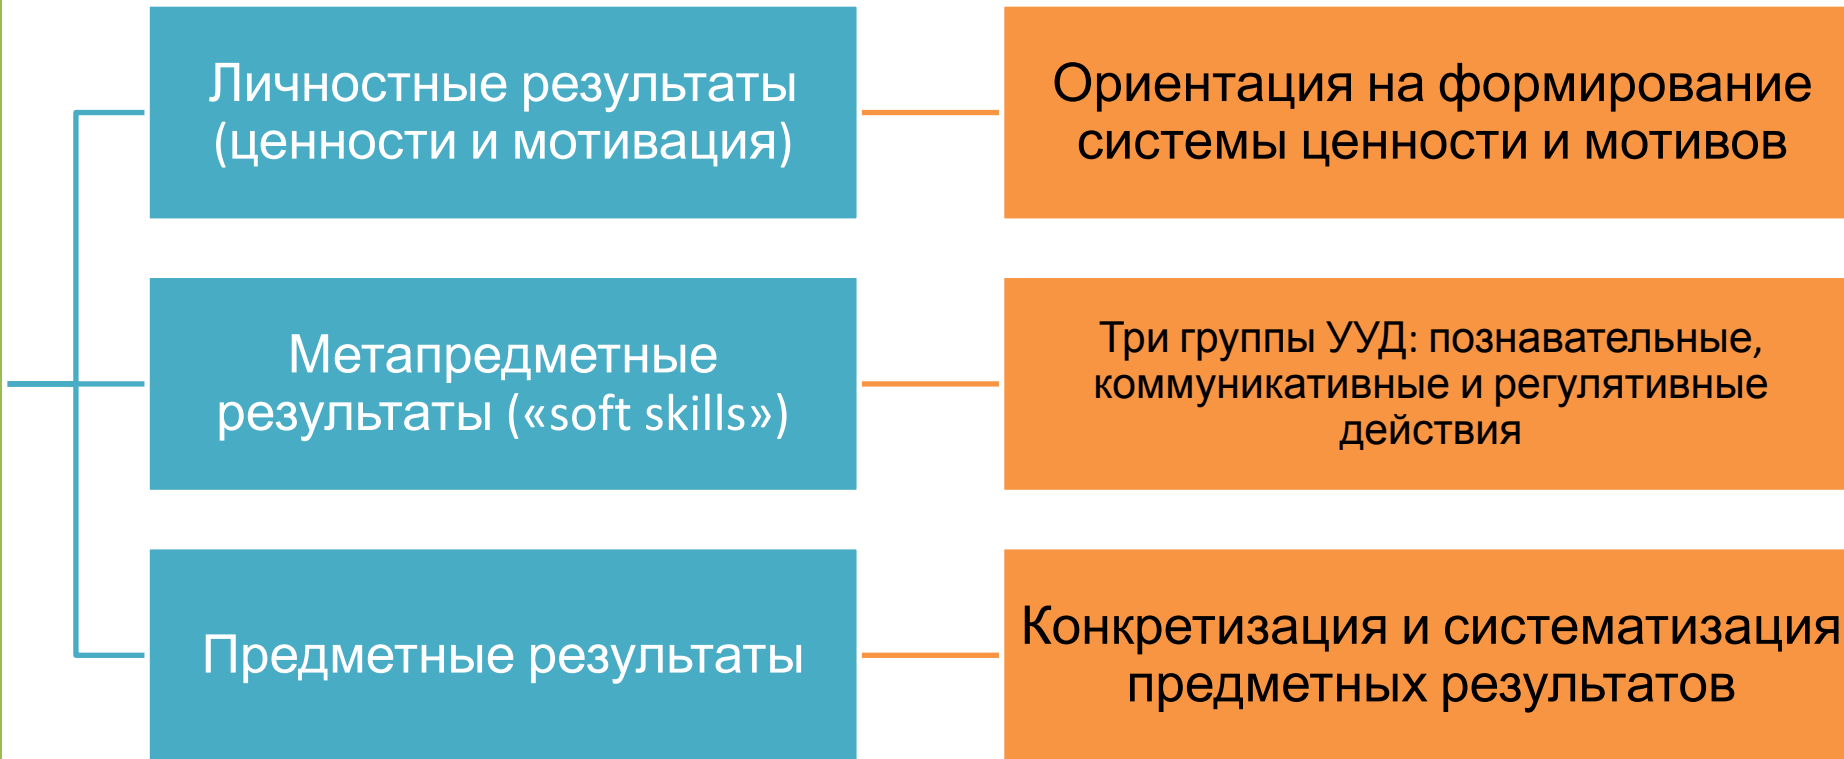 Личностные результаты
(ценности и мотивация)
Ориентация на формирование
системы ценности и мотивов
Метапредметные
результаты («soft skills»)
Три группы УУД: познавательные,
коммуникативные и регулятивные
действия
Предметные результаты
Конкретизация и систематизация
предметных результатов